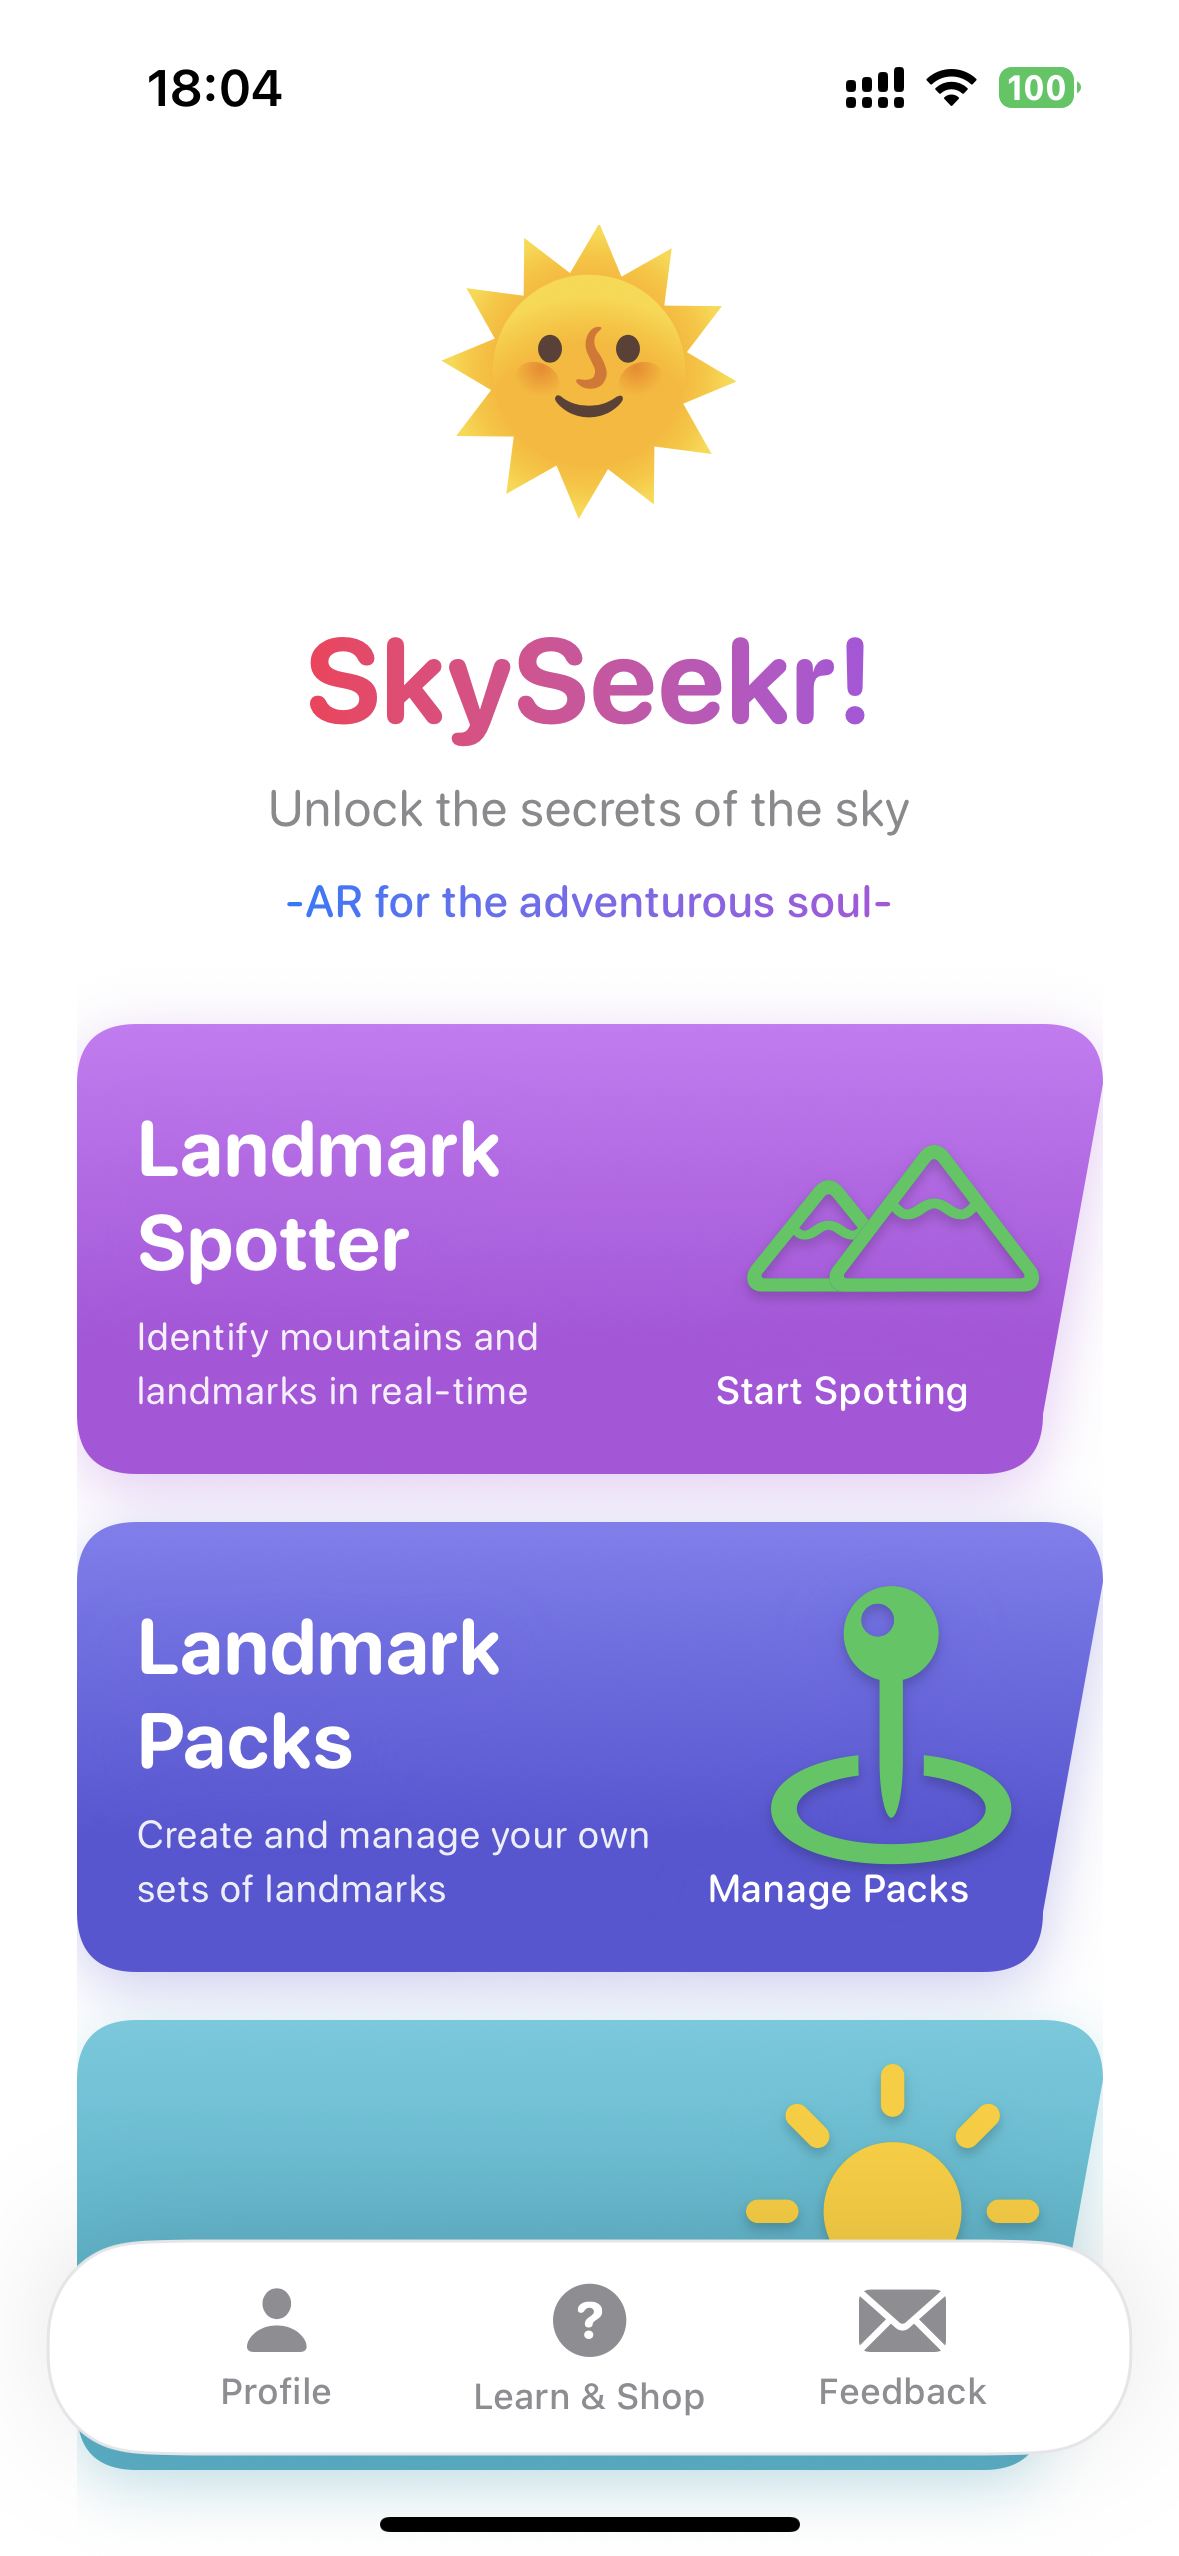 18:04
100
SkySeekr!
Unlock the secrets of the sky
-AR for the adventurous soul-
Landmark
Spotter
Identify mountains and
landmarks in real-time
Start Spotting
Landmark
Packs
Create and manage your own
sets of landmarks
Manage Packs
?
Profile
Learn & Shop
Feedback